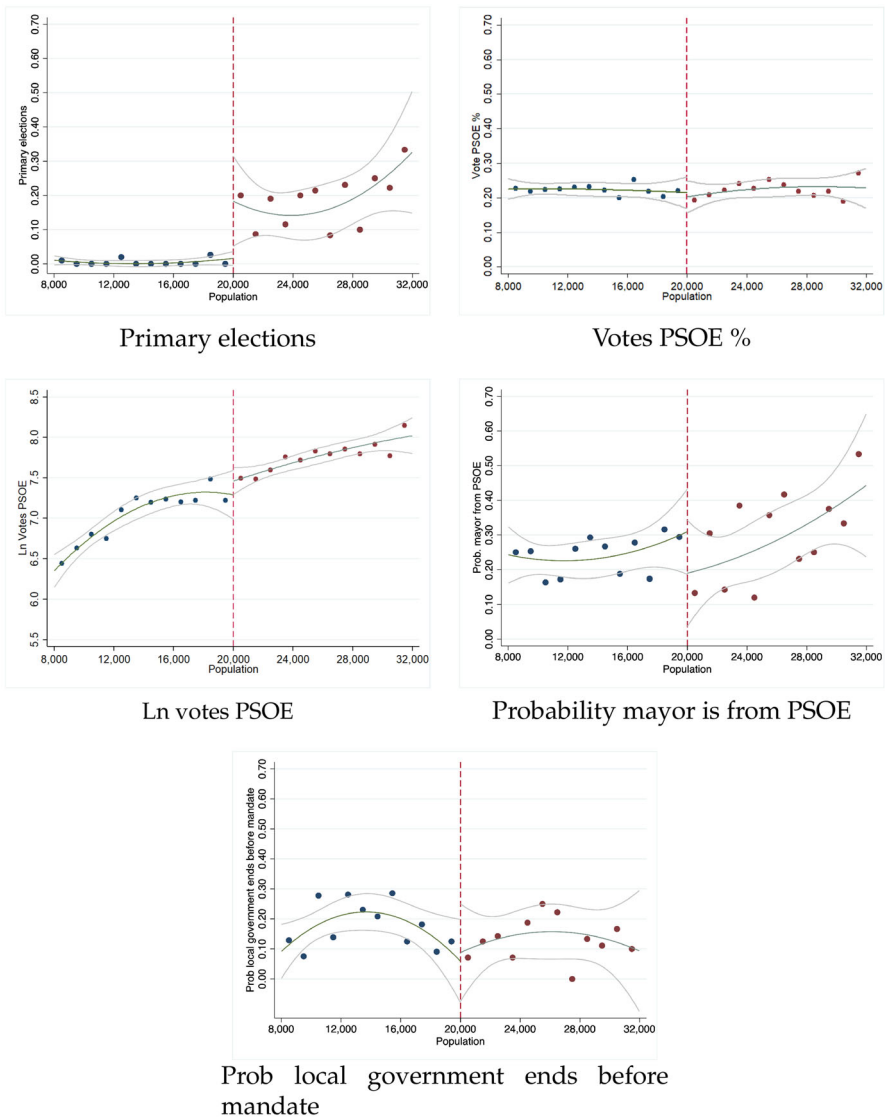 Primary elections
0.00 0.10 0.20 0.30 0.40 0.50 0.60 0.70
8,000 12,000 16,000 20,000 24,000 28,000 32,000
Population
Primary elections
Vote PSOE %
0.00 0.10 0.20 0.30 0.40 0.50 0.60 0.70
8,000 12,000 16,000 20,000 24,000 28,000 32,000
Population
Votes PSOE %
Ln Votes PSOE
5.5 6.0 6.5 7.0 7.5 8.0 8.5
8,000 12,000 16,000 20,000 24,000 28,000 32,000
Population
Ln votes PSOE
Prob. mayor from PSOE
0.00 0.10 0.20 0.30 0.40 0.50 0.60 0.70
8,000 12,000 16,000 20,000 24,000 28,000 32,000
Population
Probability mayor is from PSOE
Prob local government ends before mandate
0.00 0.10 0.20 0.30 0.40 0.50 0.60 0.70
8,000 12,000 16,000 20,000 24,000 28,000 32,000
Population
Prob local government ends before
mandate